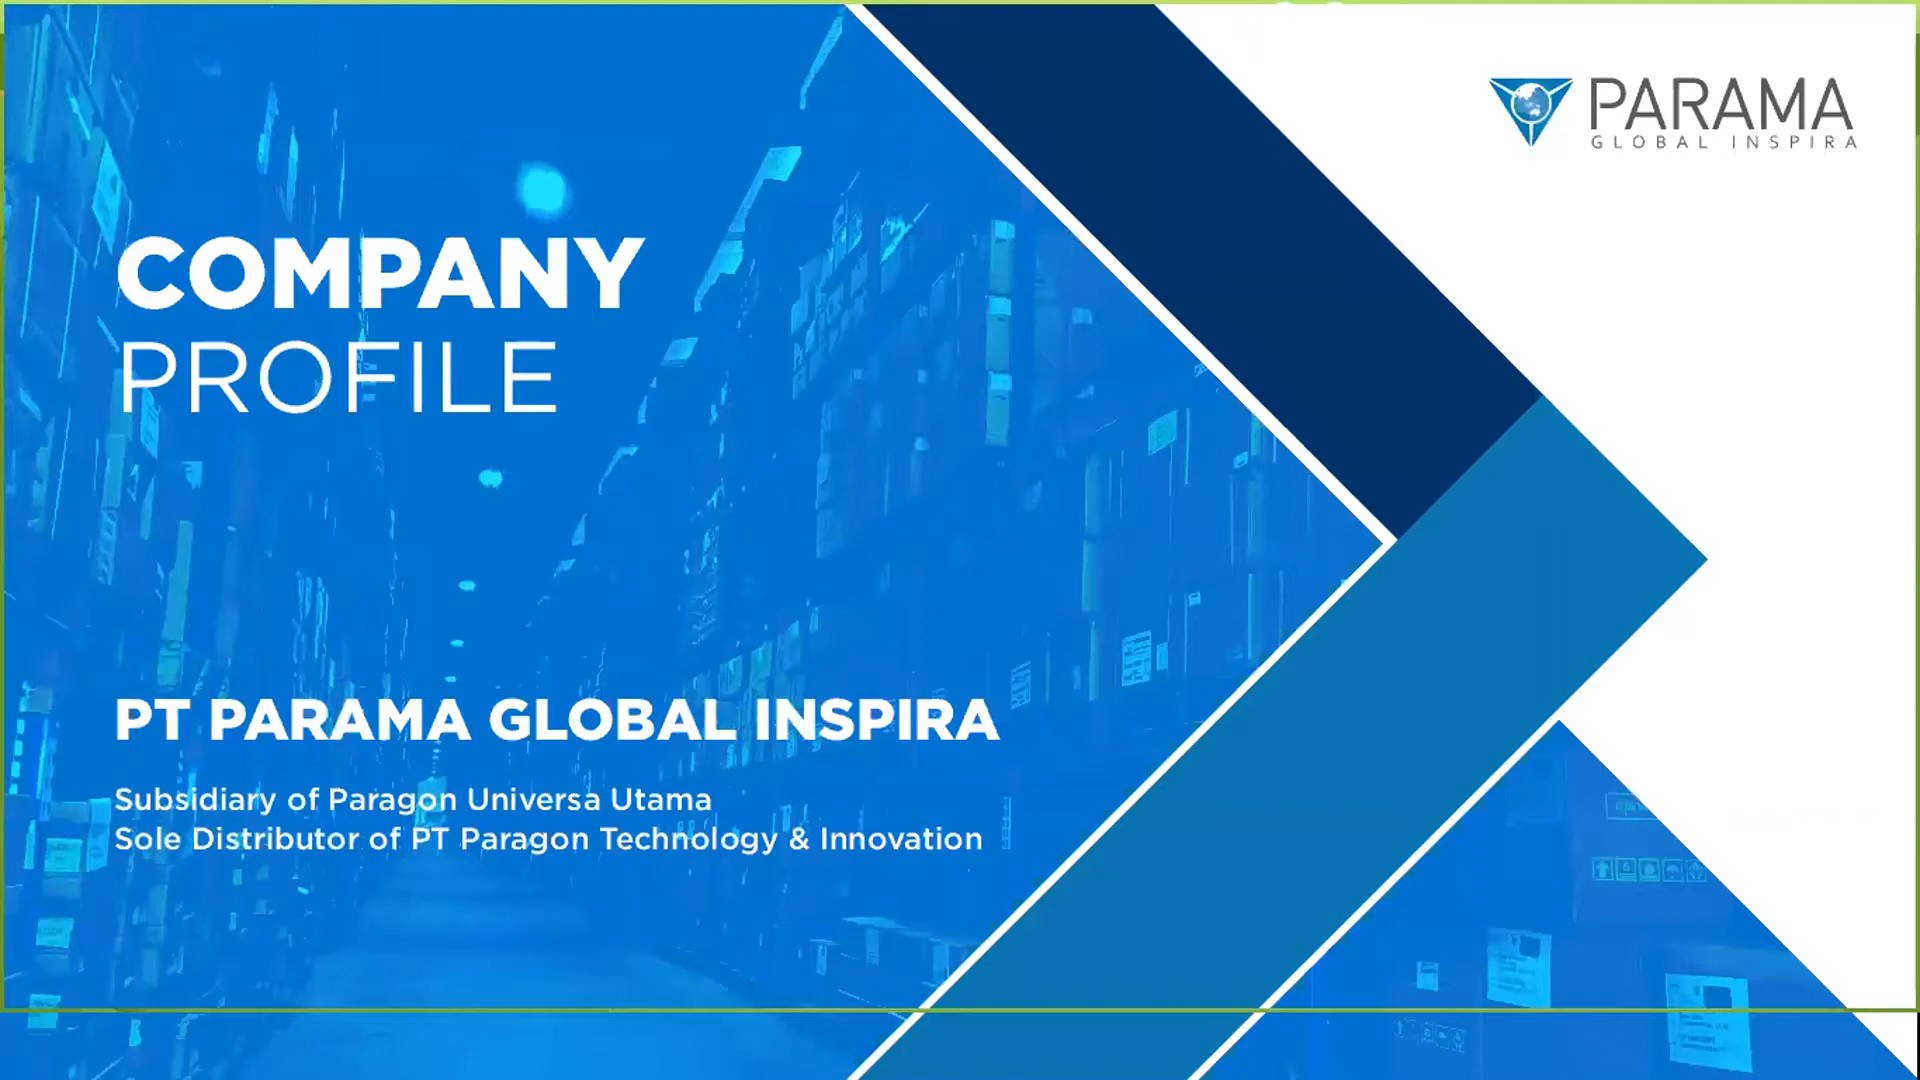 PARAMA
GLOBAL INSPIRA
COMPANY
PROFILE
PT PARAMA GLOBAL INSPIRA
Subsidiary of Paragon Universa Utama
Sole Distributor of PT Paragon Technology & Innovation